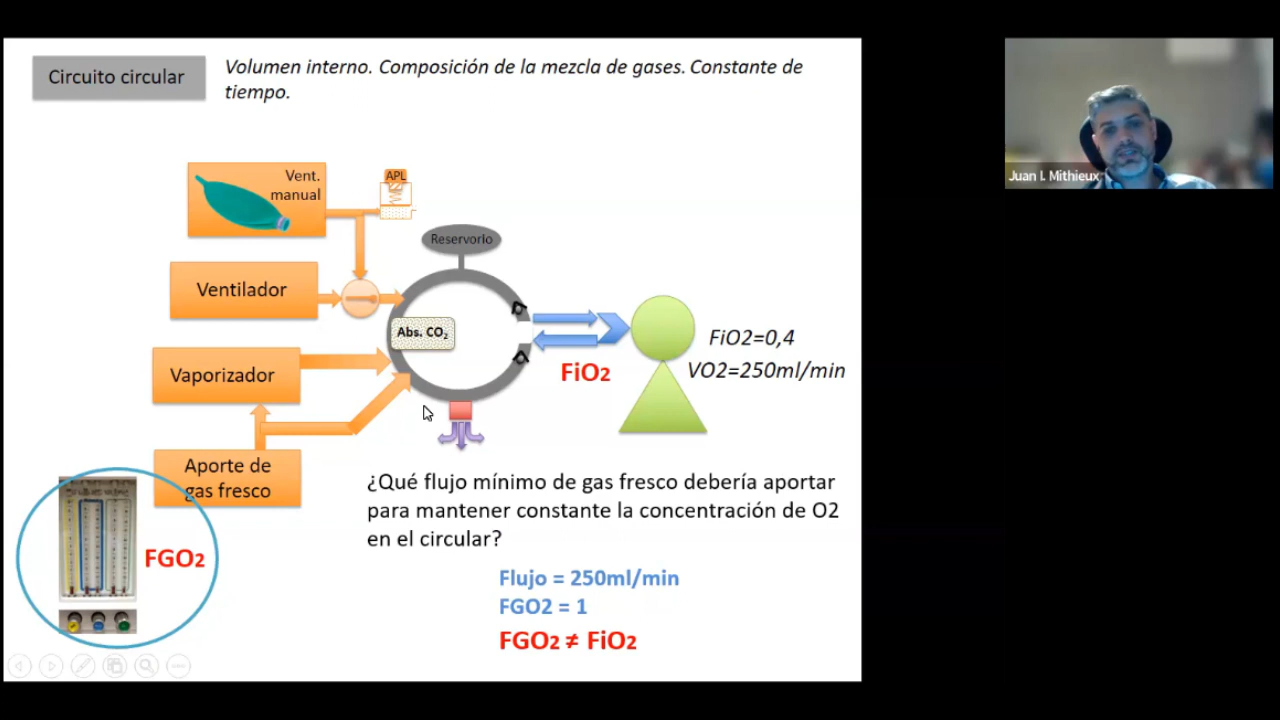 Circuito circular
Volumen interno. Composición de la mezcla de gases. Constante de
tiempo.
Vent.
manual
APL
Reservorio
Ventilador
Abs. CO2
Vaporizador
FiO2
FiO2=0,4
VO2=250ml/min
Aporte de
gas fresco
FGO2
¿Qué flujo mínimo de gas fresco debería aportar
para mantener constante la concentración de O2
en el circular?
Flujo = 250ml/min
FGO2 = 1
FGO2 ≠ FiO2
Juan I. Mithieux